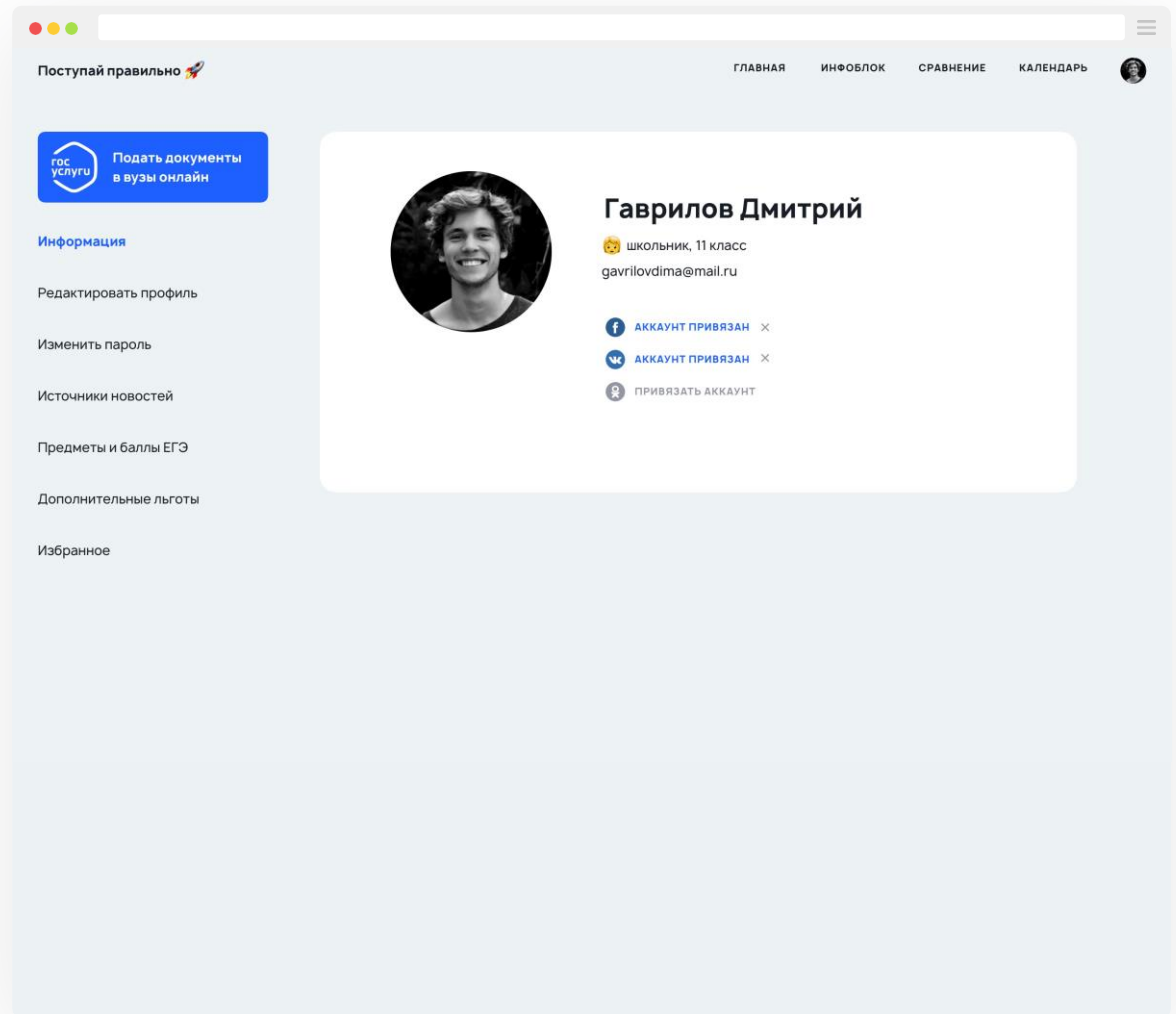 Поступай правильно 🚀
ГЛАВНАЯ
ИНФОБЛОК
СРАВНЕНИЕ
КАЛЕНДАРЬ
гос
услуги
Подать документы
в вузы онлайн
Информация
Редактировать профиль
Изменить пароль
Источники новостей
Предметы и баллы ЕГЭ
Дополнительные льготы
Избранное
Гаврилов Дмитрий
школьник, 11 класс
gavrilovdima@mail.ru
АККАУНТ ПРИВЯЗАН
АККАУНТ ПРИВЯЗАН
ПРИВЯЗАТЬ АККАУНТ